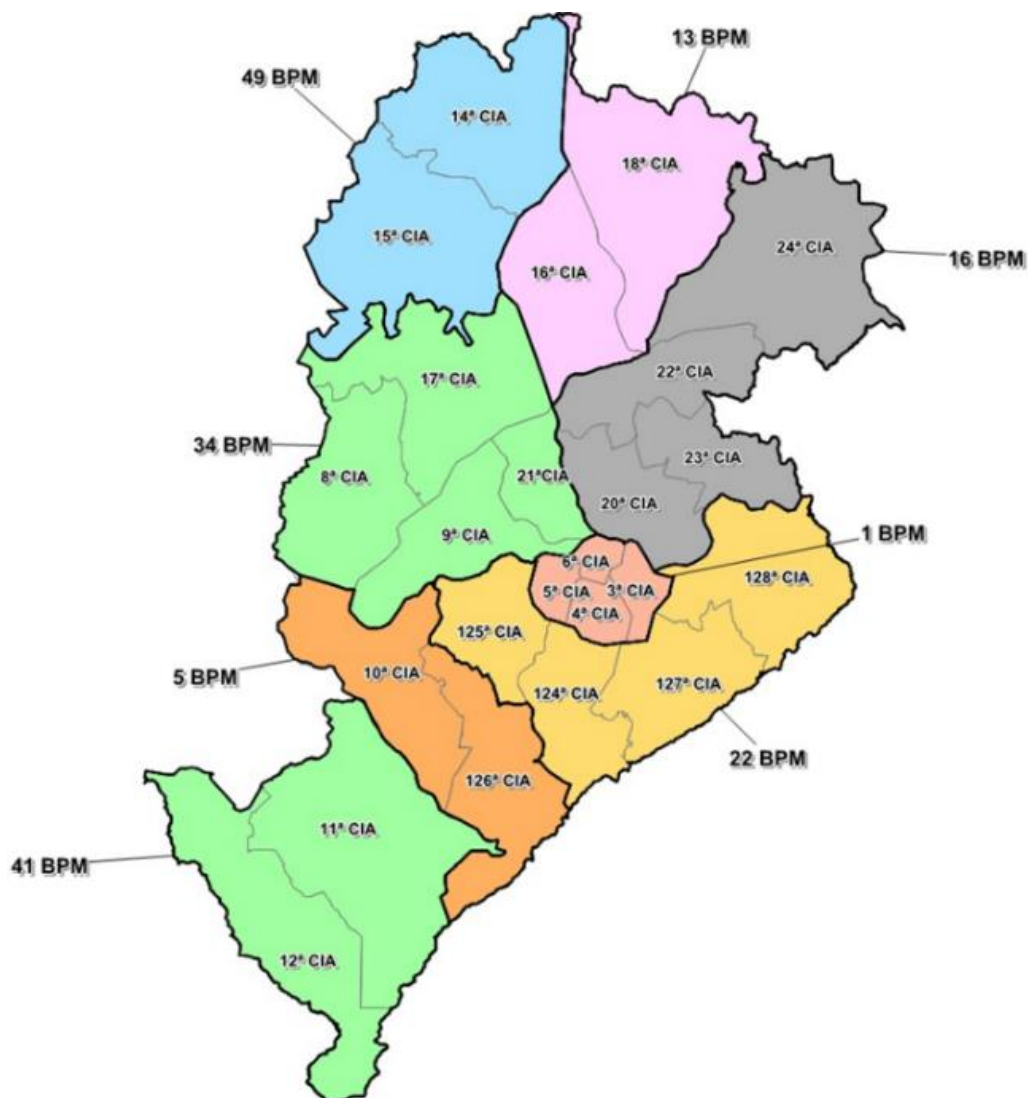 13 BPM
49 BPM
14ª CIA
18ª CIA
15ª CIA
24ª CIA
16 BPM
16ª CIA
22ª CIA
17ª CIA
34 BPM
23ª CIA
8ª CIA
21ªCIA
20ª CIA
9ª CIA
1 BPM
6ª CIA
128ª CIA
5ª CIA
3ª CIA
4ª CIA
125ª CIA
5 BPM
10ª CIA
127ª CIA
124ª CIA
22 BPM
126ª CIA
11ª CIA
41 BPM
12ª CIA